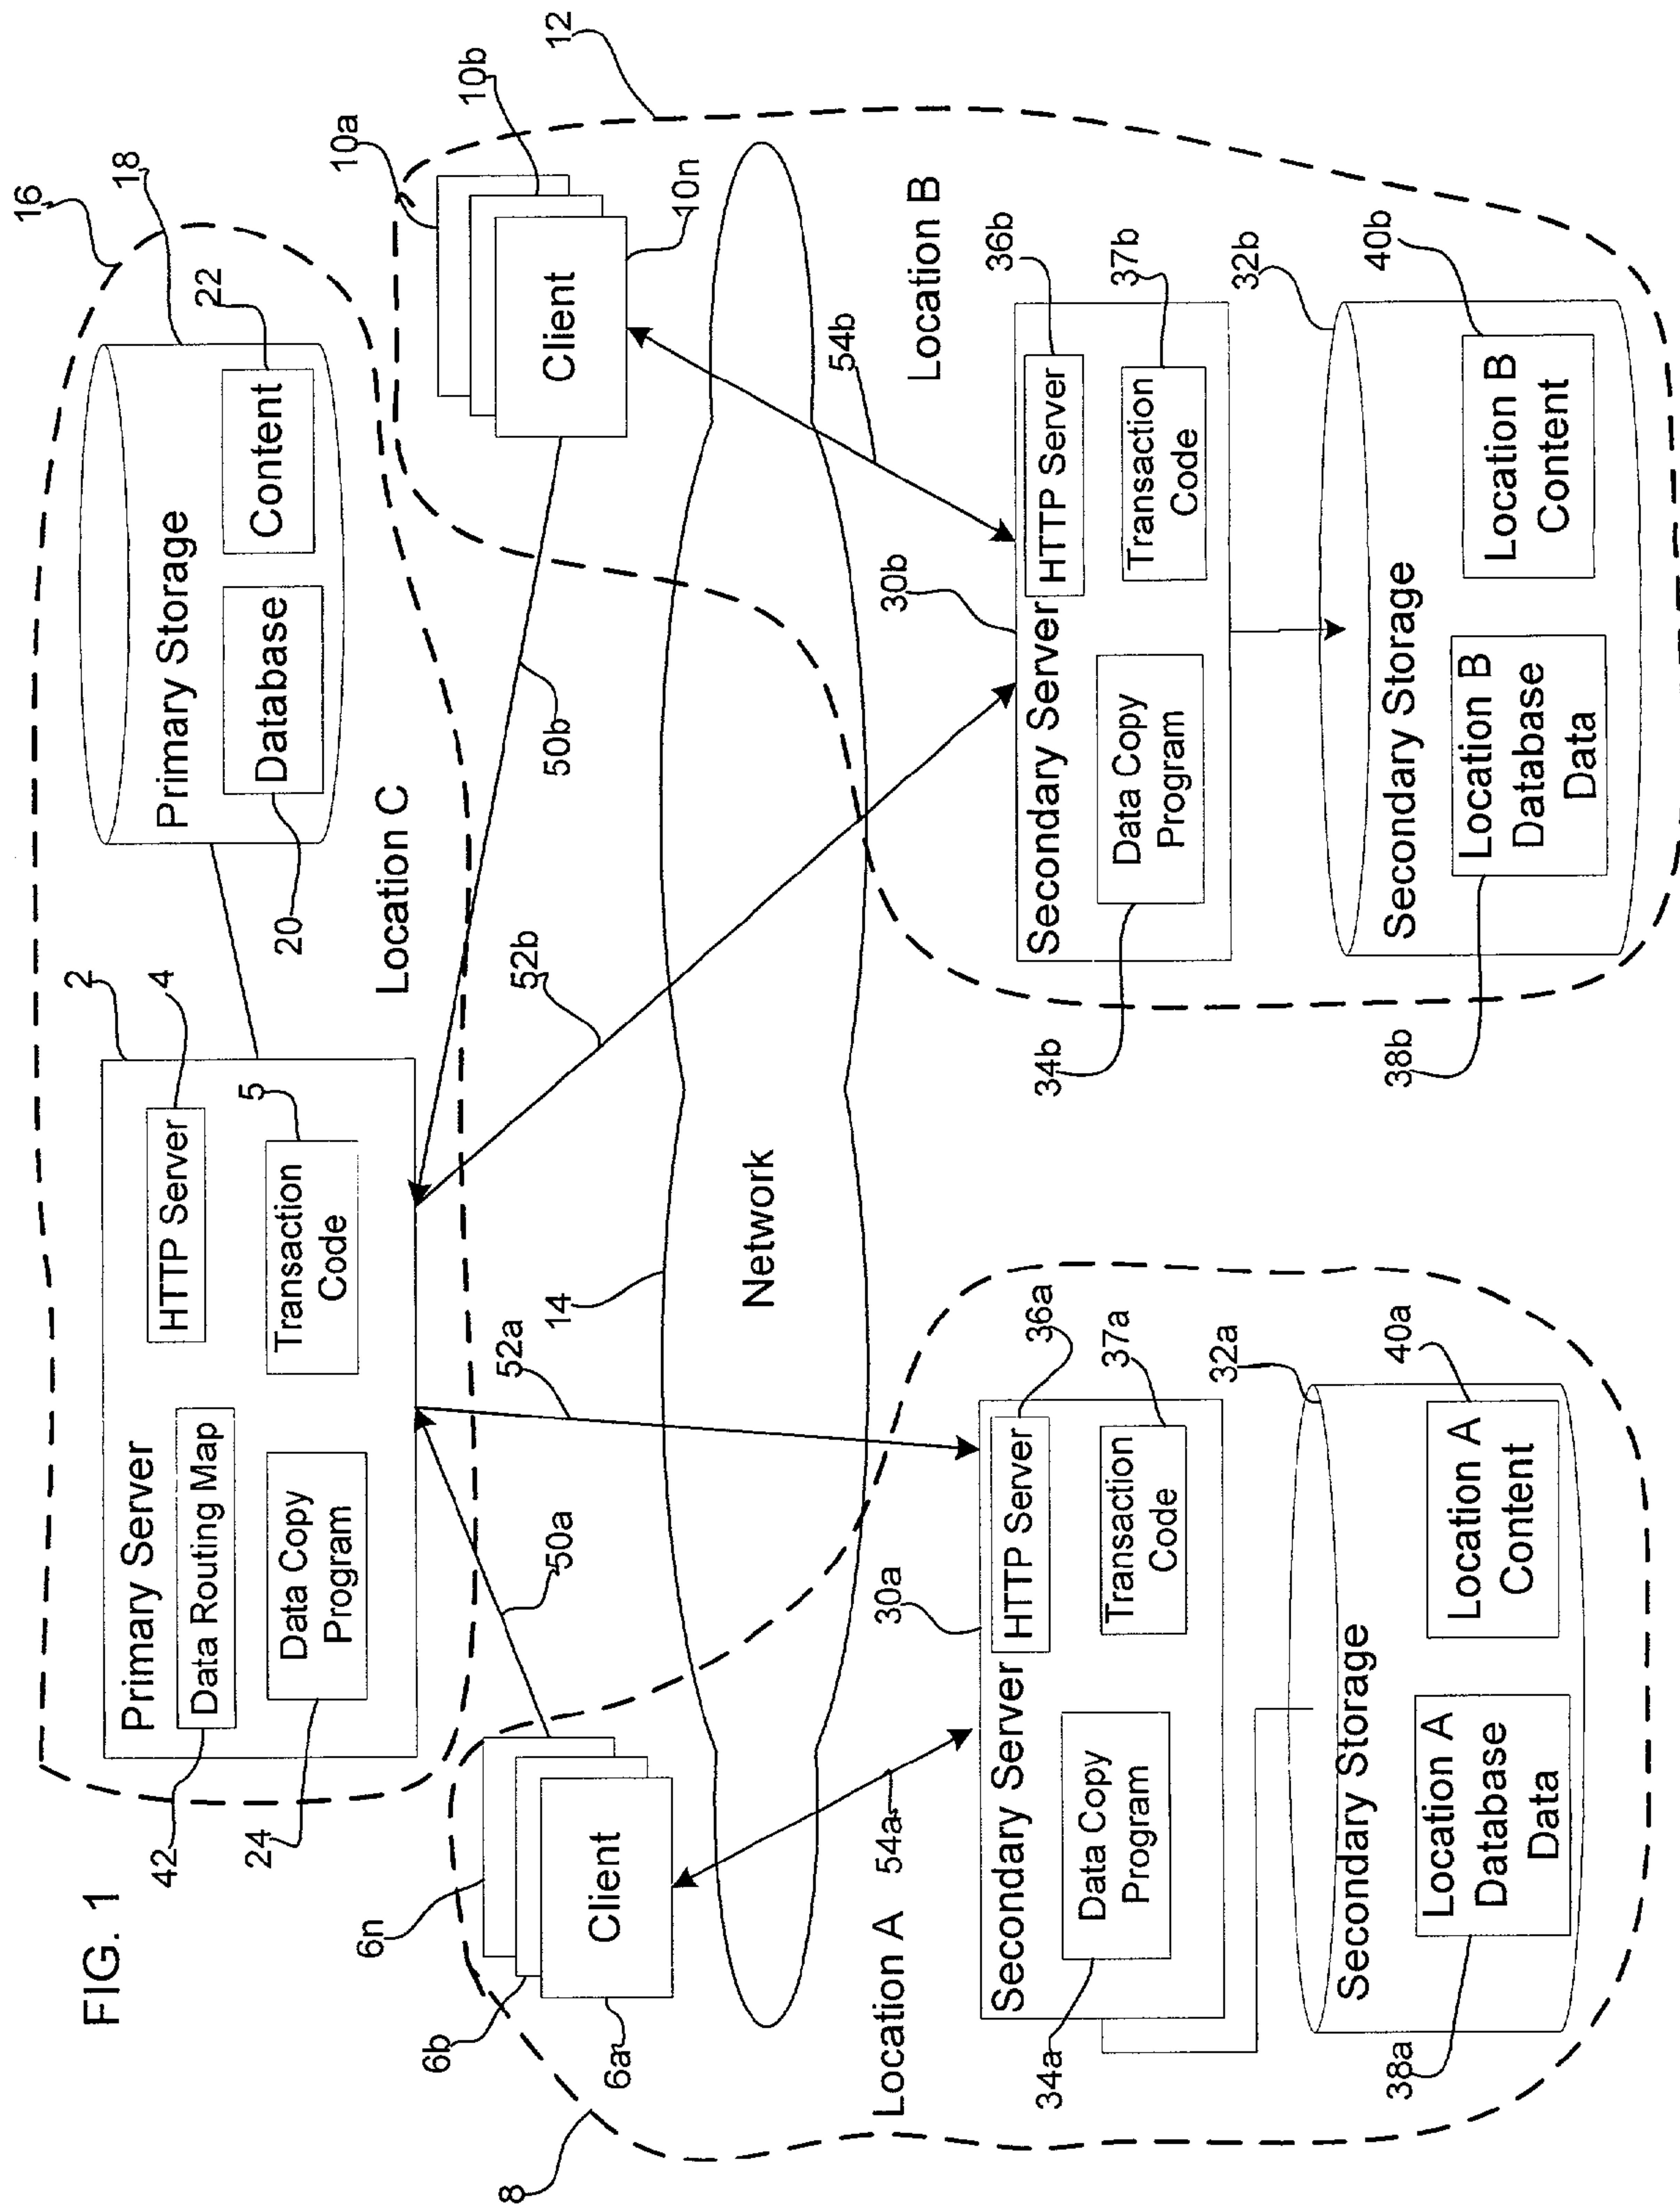 FIG. 1
16
18
Primary Storage
Database
Content
20
22
Location C
2
4
Primary Server
Data Routing Map
HTTP Server
Data Copy
Program
Transaction
Code
5
42
24
6n
6b
6a
Client
8
50a
52a
52b
50b
10a
10b
10n
Client
12
14
Network
54a
54b
Location A
30a
Secondary Server
HTTP Server
36a
Data Copy
Program
Transaction
Code
37a
34a
32a
Secondary Storage
Location A
Database
Data
Location A
Content
38a
40a
Location B
30b
Secondary Server
HTTP Server
36b
Data Copy
Program
Transaction
Code
37b
34b
32b
Secondary Storage
Location B
Database
Data
Location B
Content
38b
40b